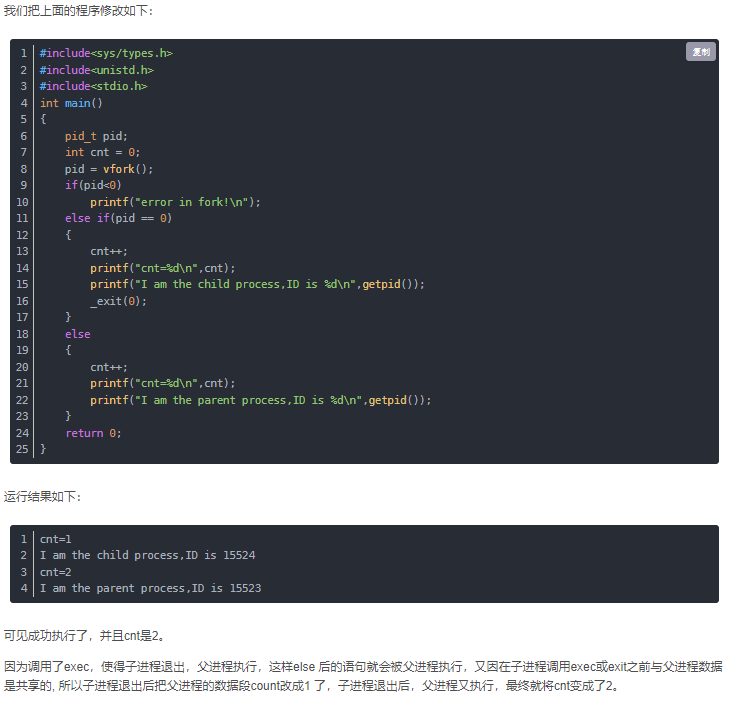 我们把上面的程序修改如下：
复制
1 #include<sys/types.h>
2 #include<unistd.h>
3 #include<stdio.h>
4 int main()
5 {
6     pid_t pid;
7     int cnt = 0;
8     pid = vfork();
9     if(pid<0)
10         printf("error in fork!\n");
11     else if(pid == 0)
12     {
13         cnt++;
14         printf("cnt=%d\n",cnt);
15         printf("I am the child process,ID is %d\n",getpid());
16         _exit(0);
17     }
18     else
19     {
20         cnt++;
21         printf("cnt=%d\n",cnt);
22         printf("I am the parent process,ID is %d\n",getpid());
23     }
24     return 0;
25 }
运行结果如下：
1 cnt=1
2 I am the child process,ID is 15524
3 cnt=2
4 I am the parent process,ID is 15523
可见成功执行了，并且cnt是2。
因为调用了exec，使得子进程退出，父进程执行，这样else 后的语句就会被父进程执行，又因在子进程调用exec或exit之前与父进程数据
是共享的, 所以子进程退出后把父进程的数据段count改成1 了，子进程退出后，父进程又执行，最终就将cnt变成了2。